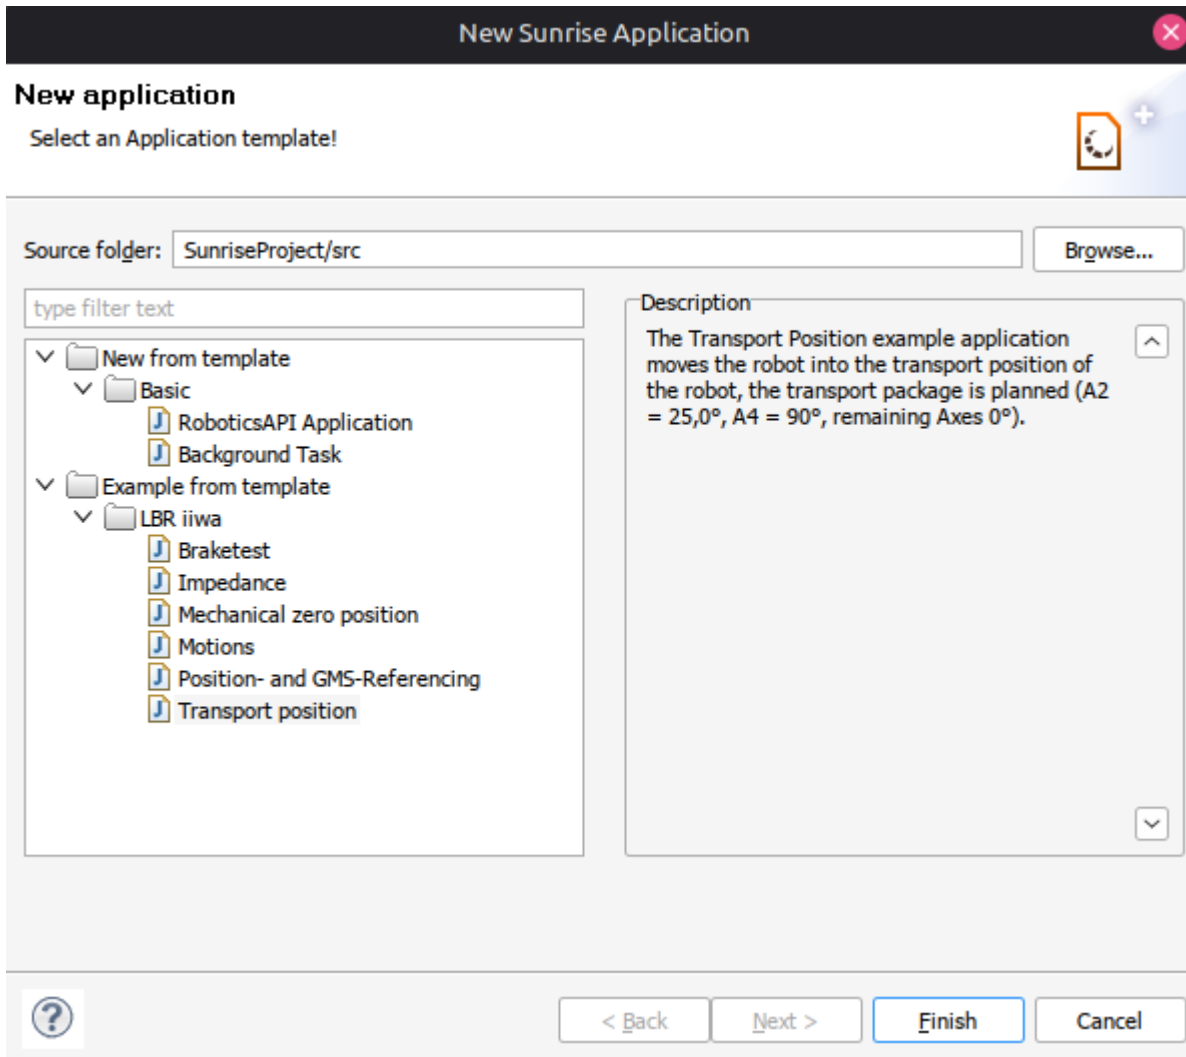 New Sunrise Application
New application
Select an Application template!
Source folder:
SunriseProject/src
Browse...
type filter text
New from template
Basic
RoboticsAPI Application
Background Task
Example from template
LBR iiwa
Braketest
Impedance
Mechanical zero position
Motions
Position- and GMS-Referencing
Transport position
Description
The Transport Position example application
moves the robot into the transport position of
the robot, the transport package is planned (A2
= 25,0°, A4 = 90°, remaining Axes 0°).
?
< Back
Next >
Finish
Cancel